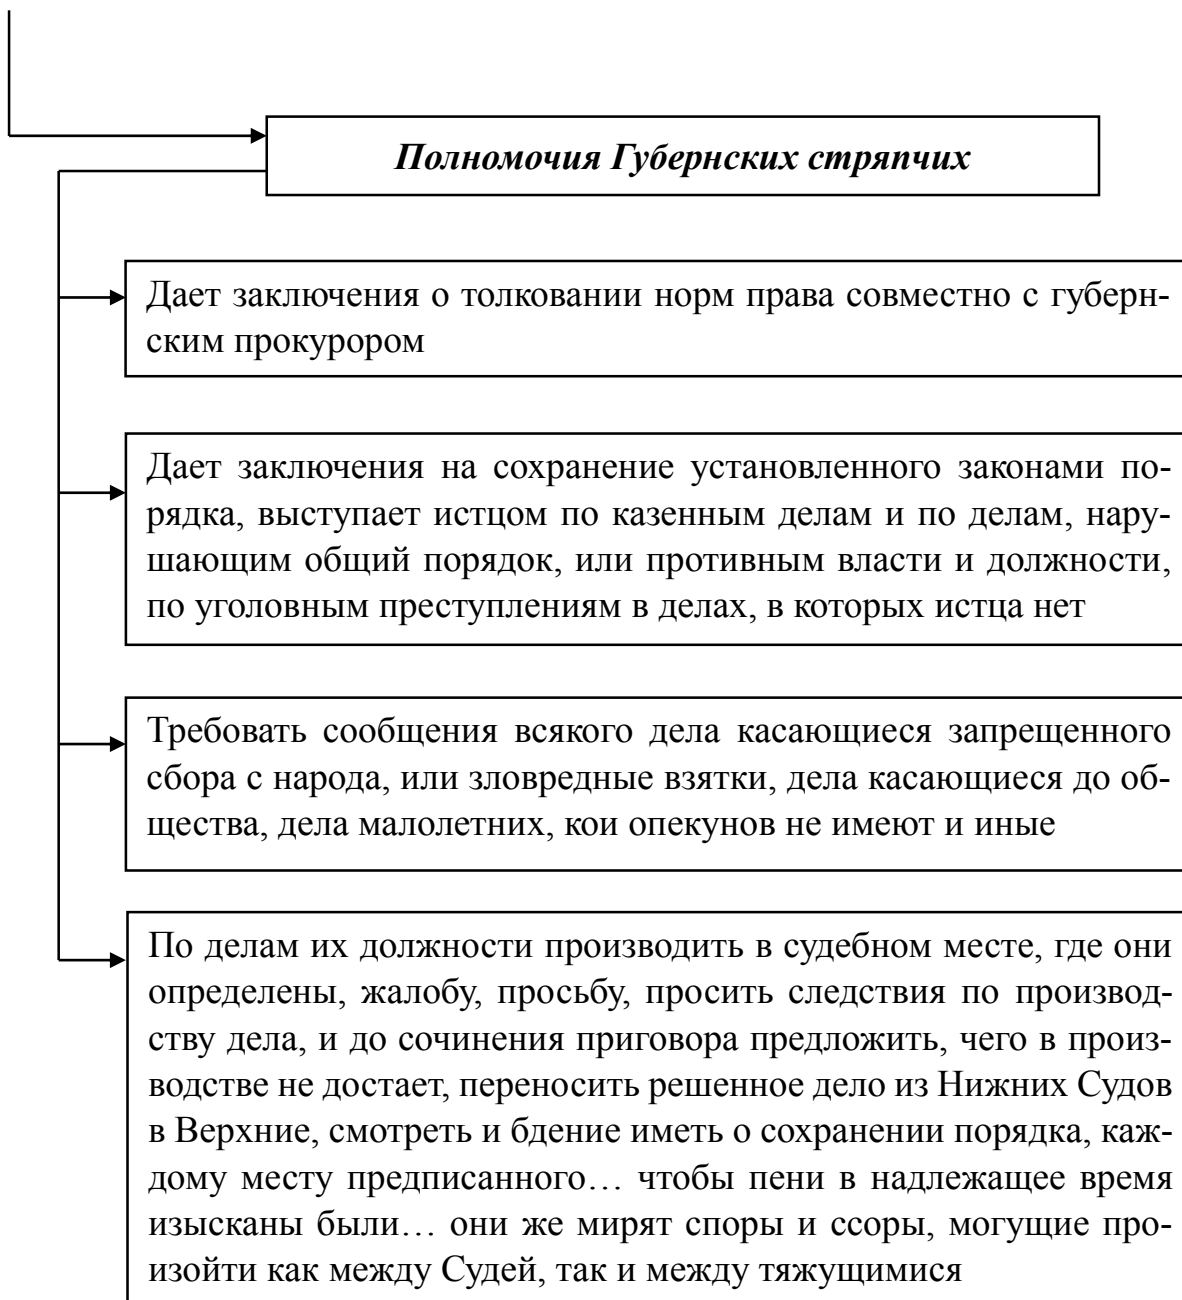 Полномочия Губернских стряпчих
Дает заключения о толковании норм права совместно с губерн-
ским прокурором
Дает заключения на сохранение установленного законами по-
рядка, выступает истцом по казенным делам и по делам, нару-
шающим общий порядок, или противным власти и должности,
по уголовным преступлениям в делах, в которых истца нет
Требовать сообщения всякого дела касающиеся запрещенного
сбора с народа, или зловредные взятки, дела касающиеся до об-
щества, дела малолетних, кои опекунов не имеют и иные
По делам их должности производить в судебном месте, где они
определены, жалобу, просьбу, просить следствия по производ-
ству дела, и до сочинения приговора предложить, чего в произ-
водстве не достает, переносить решенное дело из Нижних Судов
в Верхние, смотреть и бдение иметь о сохранении порядка, каж-
дому месту предписанного… чтобы пени в надлежащее время
изысканы были… они же мирят споры и ссоры, могущие про-
изойти как между Судей, так и между тяжущимися